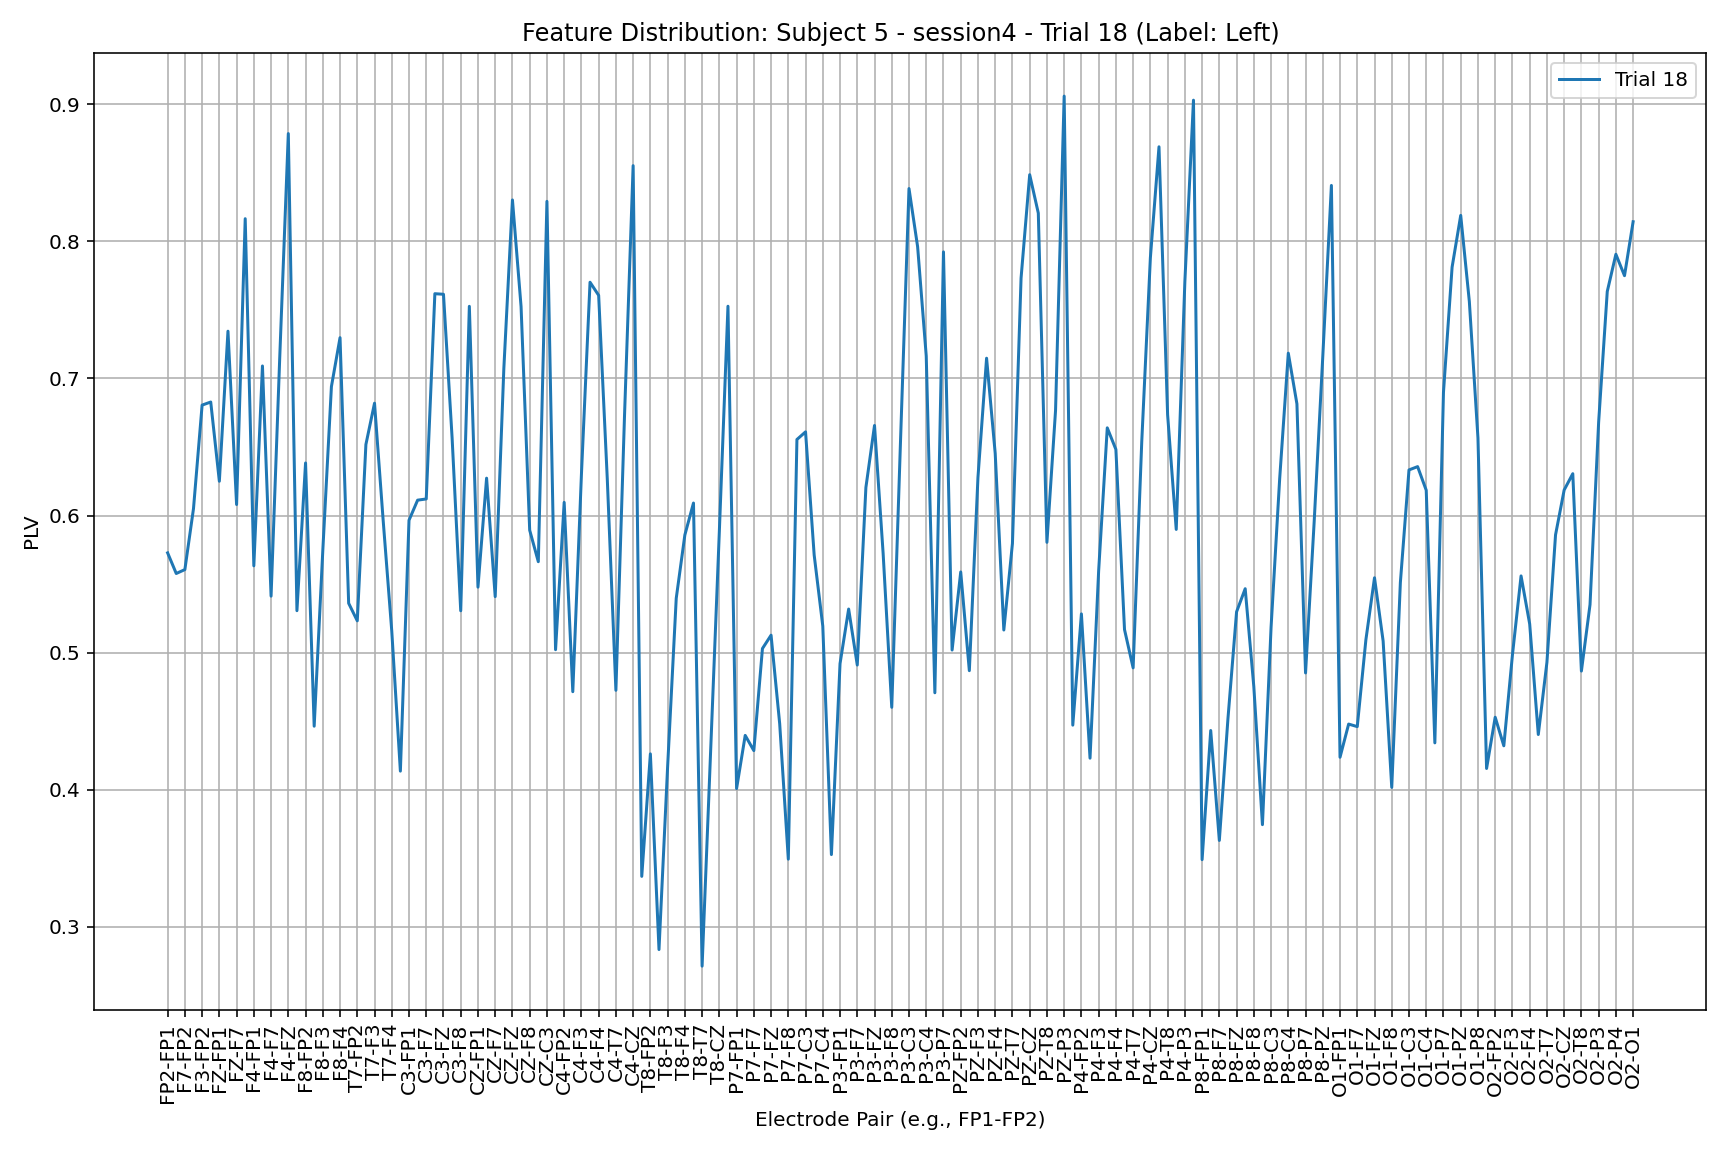 Feature Distribution: Subject 5 - session4 - Trial 18 (Label: Left)
Trial 18
0.9
0.8
0.7
0.6
0.5
0.4
0.3
PLV
FP2-FP1
F7-FP2
F3-FP2
FZ-FP1
FZ-F7
F4-FP1
F4-F7
F4-FZ
F8-FP2
F8-F3
F8-F4
T7-FP2
T7-F3
T7-F4
C3-FP1
C3-F7
C3-FZ
C3-F8
CZ-FP1
CZ-F7
CZ-FZ
CZ-F8
CZ-C3
C4-FP2
C4-F3
C4-F4
C4-T7
C4-CZ
T8-FP2
T8-F3
T8-F4
T8-T7
T8-CZ
P7-FP1
P7-F7
P7-FZ
P7-F8
P7-C3
P7-C4
P3-FP1
P3-F7
P3-FZ
P3-F8
P3-C3
P3-C4
P3-P7
PZ-FP2
PZ-F3
PZ-F4
PZ-T7
PZ-CZ
PZ-T8
PZ-P3
P4-FP2
P4-F3
P4-F4
P4-T7
P4-CZ
P4-T8
P4-P3
P8-FP1
P8-F7
P8-FZ
P8-F8
P8-C3
P8-C4
P8-P7
P8-PZ
O1-FP1
O1-F7
O1-FZ
O1-F8
O1-C3
O1-C4
O1-P7
O1-PZ
O1-P8
O2-FP2
O2-F3
O2-F4
O2-T7
O2-CZ
O2-T8
O2-P3
O2-P4
O2-O1
Electrode Pair (e.g., FP1-FP2)